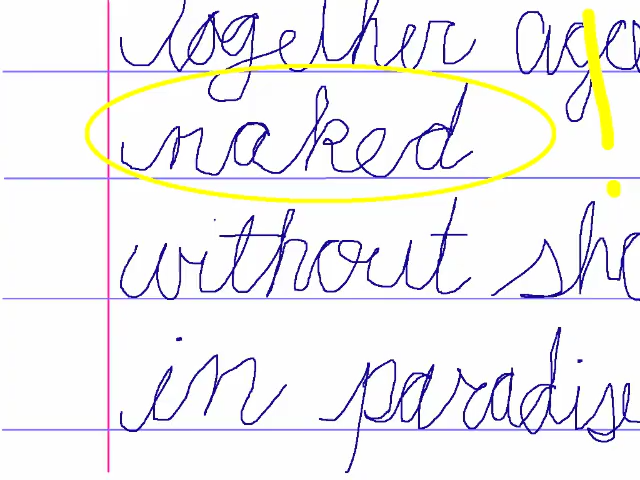 together
naked
without
in paradise